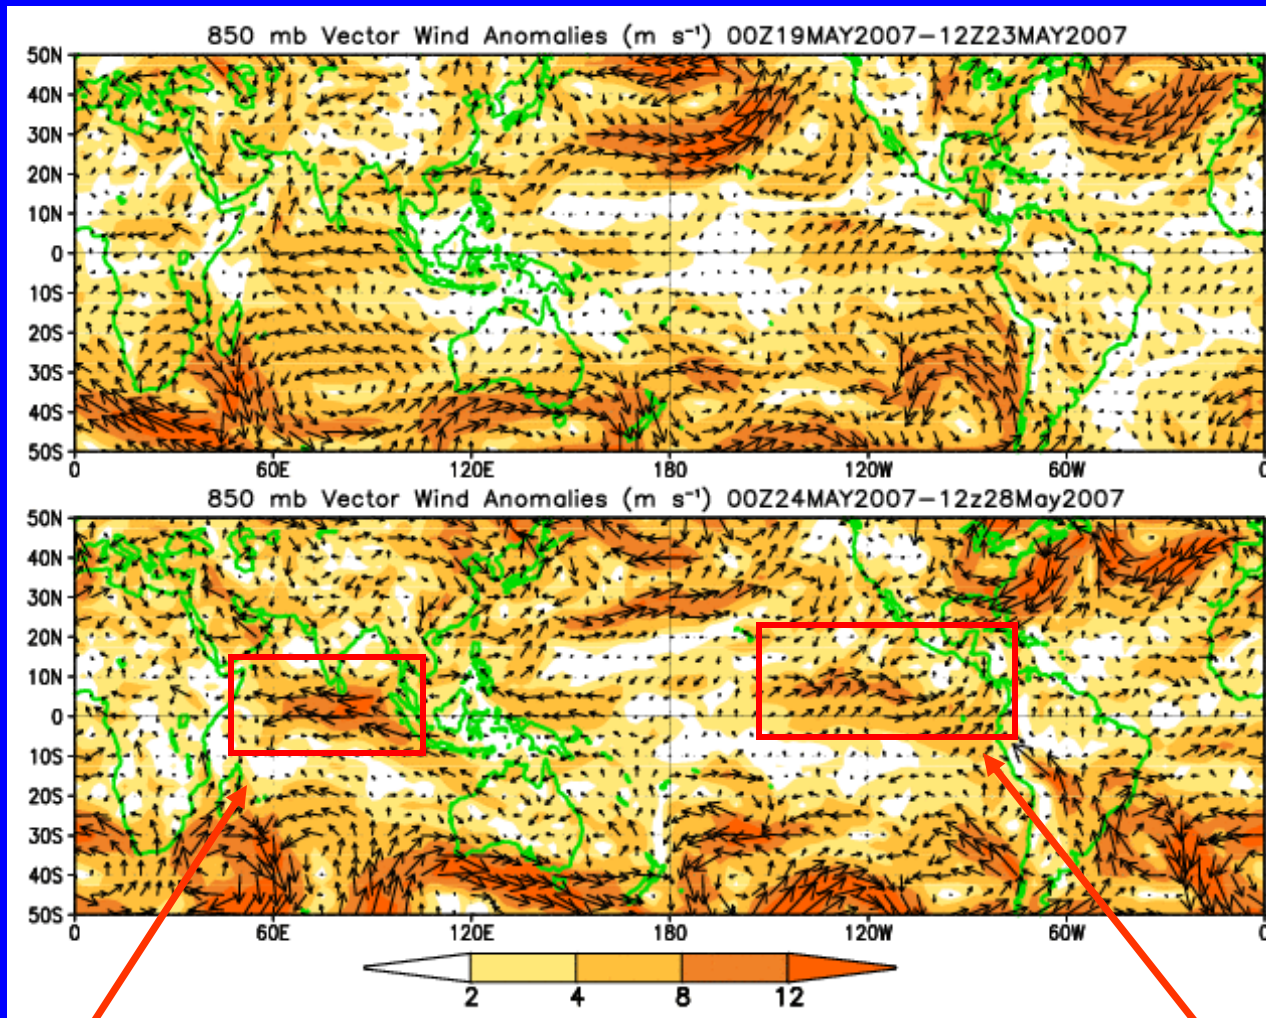 850 mb Vector Wind Anomalies (m s⁻¹) 00Z19MAY2007–12Z23MAY2007
50N
40N
30N
20N
10N
0
10S
20S
30S
40S
50S
0 60E 120E 180 120W 60W 0
850 mb Vector Wind Anomalies (m s⁻¹) 00Z24MAY2007–12z28May2007
50N
40N
30N
20N
10N
0
10S
20S
30S
40S
50S
0 60E 120E 180 120W 60W 0
2 4 8 12